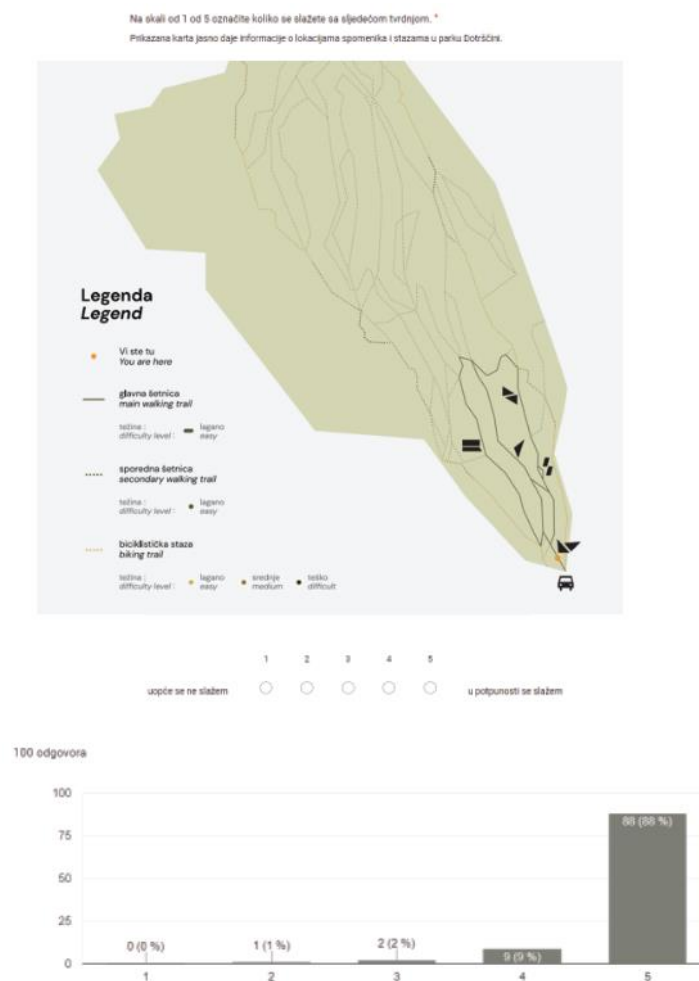 Na skali od 1 od 5 označite koliko se slažete sa sljedećom tvrdnjom. *
Prikazana karta jasno daje informacije o lokacijama spomenika i stazama u parku Dotrščini.
Legenda
Legend
Vi ste tu
You are here
glavna šetnica
main walking trail
težina :
difficulty level :
lagano
easy
sporedna šetnica
secondary walking trail
težina :
difficulty level :
lagano
easy
biciklistička staza
biking trail
težina :
difficulty level :
lagano
easy
srednje
medium
teško
difficult
1 2 3 4 5
uopće se ne slažem
u potpunosti se slažem
100 odgovora
100
75
50
25
0
0 (0 %)
1 (1 %)
2 (2 %)
9 (9 %)
88 (88 %)
1 2 3 4 5